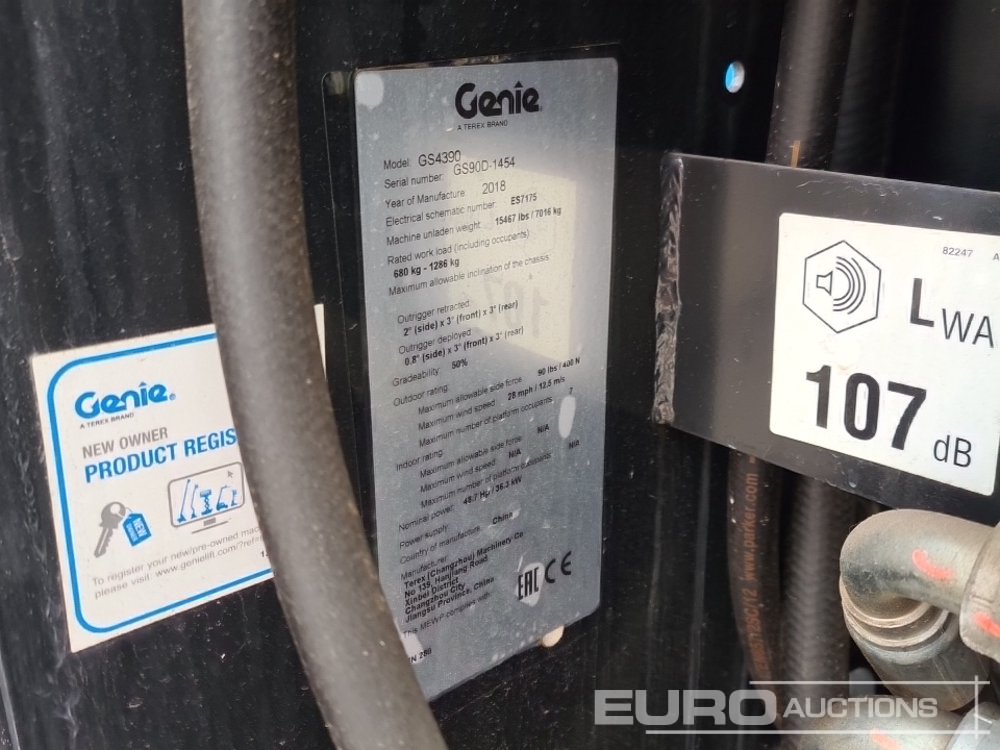 Genie
A TEREX BRAND
Model: GS4390
Serial number: GS90D-1454
Year of Manufacture: 2018
Electrical schematic number: ES7175
Machine unladen weight: 15467 lbs / 7016 kg
Rated work load (including occupants)
680 kg - 1286 kg
Maximum allowable inclination of the chassis:
Outrigger retracted:
2° (side) x 3° (front) x 3° (rear)
Outrigger deployed:
0.8° (side) x 3° (front) x 3° (rear)
Gradeability: 50%
Outdoor rating:
Maximum allowable side force: 90 lbs / 400 N
Maximum wind speed: 28 mph / 12.5 m/s
Maximum number of platform occupants: 7
Indoor rating:
Maximum allowable side force: N/A
Maximum wind speed: N/A
Maximum number of platform occupants: N/A
Nominal power: 48.7 Hp / 36.3 kW
Power supply:
Country of manufacture: China
Manufacturer:
Terex (Changzhou) Machinery Co
No 139, Hanjiang Road
Xinbei District
Changzhou City
Jiangsu Province, China
This MEWP complies with:
N 280
EAC CE
Genie
A TEREX BRAND
NEW OWNER
PRODUCT REGIS
To register your new/pre-owned mac
please visit: www.genielift.com/?refin
82247 A
LWA
107 dB
www.parker.com
EURO AUCTIONS